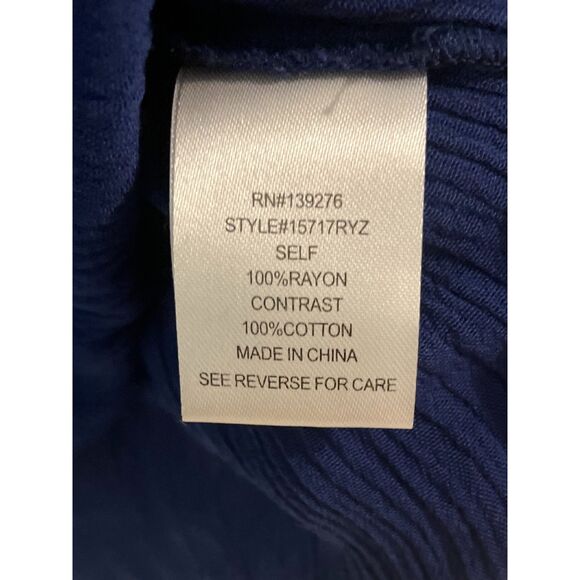 RN#139276
STYLE#15717RYZ
SELF
100%RAYON
CONTRAST
100%COTTON
MADE IN CHINA
SEE REVERSE FOR CARE